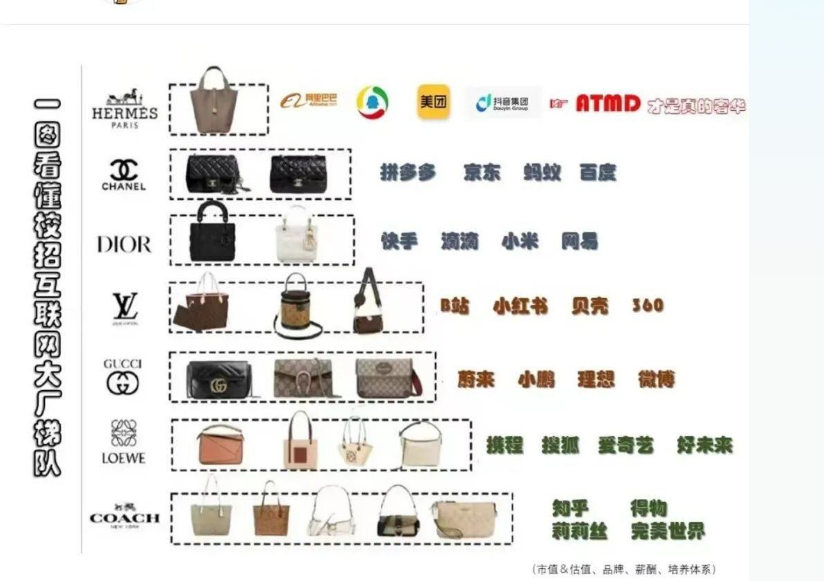 一图看懂校招互联网大厂梯队
HERMÈS
PARIS
阿里巴巴
Alibaba.com
美团
抖音集团
Douyin Group
ATMD 才是真的奢华
CHANEL
拼多多 京东 蚂蚁 百度
DIOR
快手 滴滴 小米 网易
LV
LOUIS VUITTON
B站 小红书 贝壳 360
GUCCI
蔚来 小鹏 理想 微博
LOEWE
携程 搜狐 爱奇艺 好未来
COACH
NEW YORK
知乎 得物
莉莉丝 完美世界
(市值&估值、品牌、薪酬、培养体系)